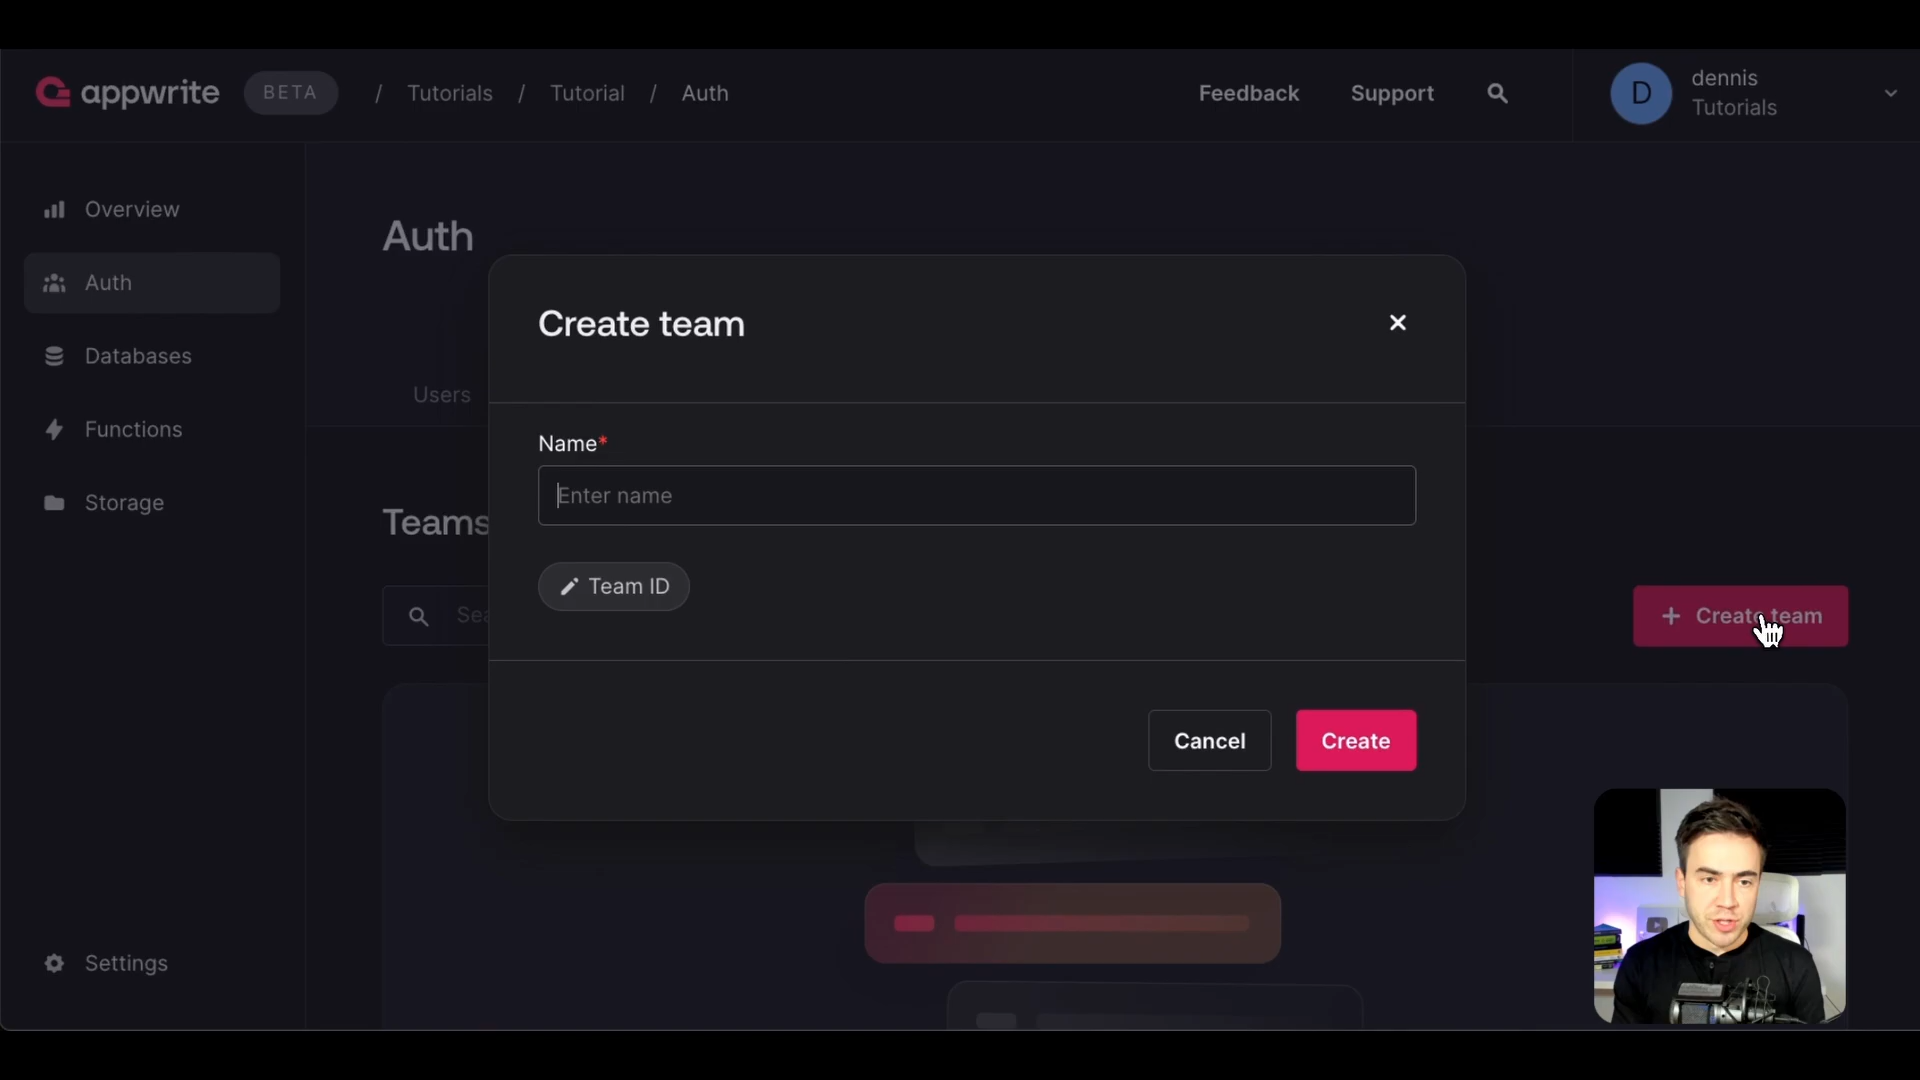 appwrite BETA / Tutorials / Tutorial / Auth Feedback Support D dennis
Tutorials
Overview
Auth
Databases
Functions
Storage
Settings
Auth
Users
Teams
Create team
Create team
Name*
Enter name
Team ID
Cancel Create